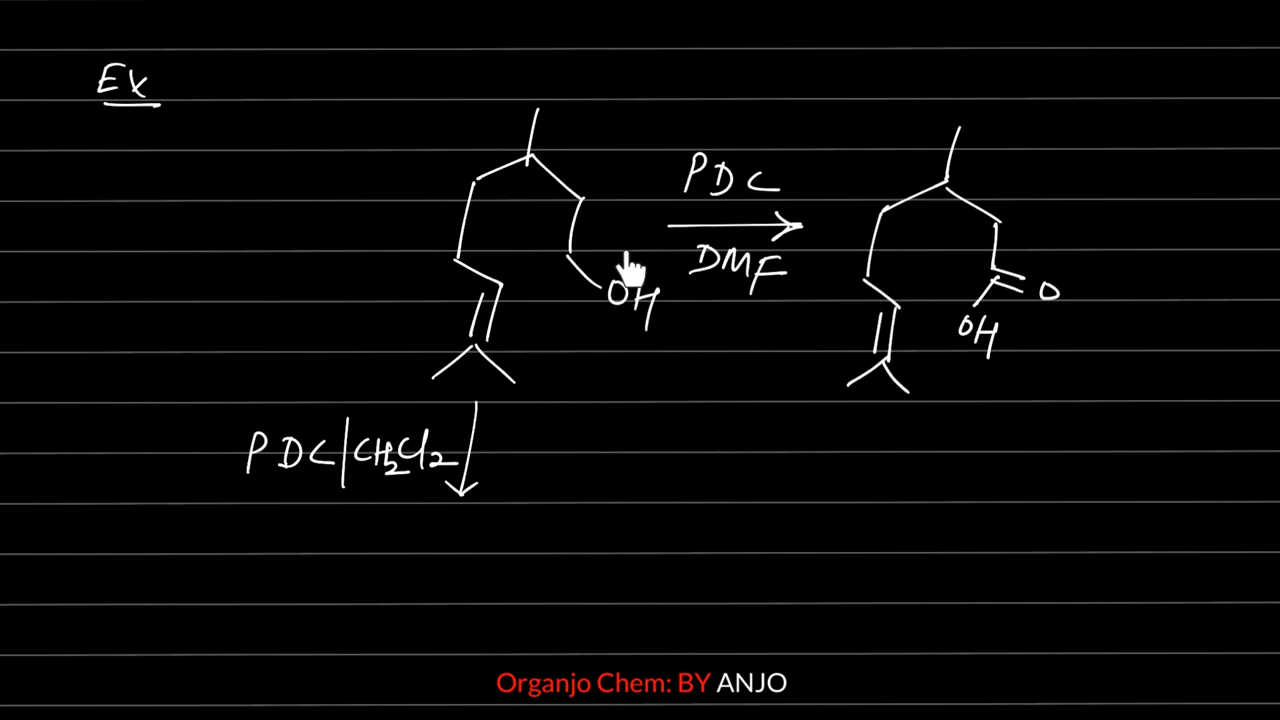 Ex
PDC
DMF
OH
O
OH
PDC|CH2Cl2
Organjo Chem: BY ANJO